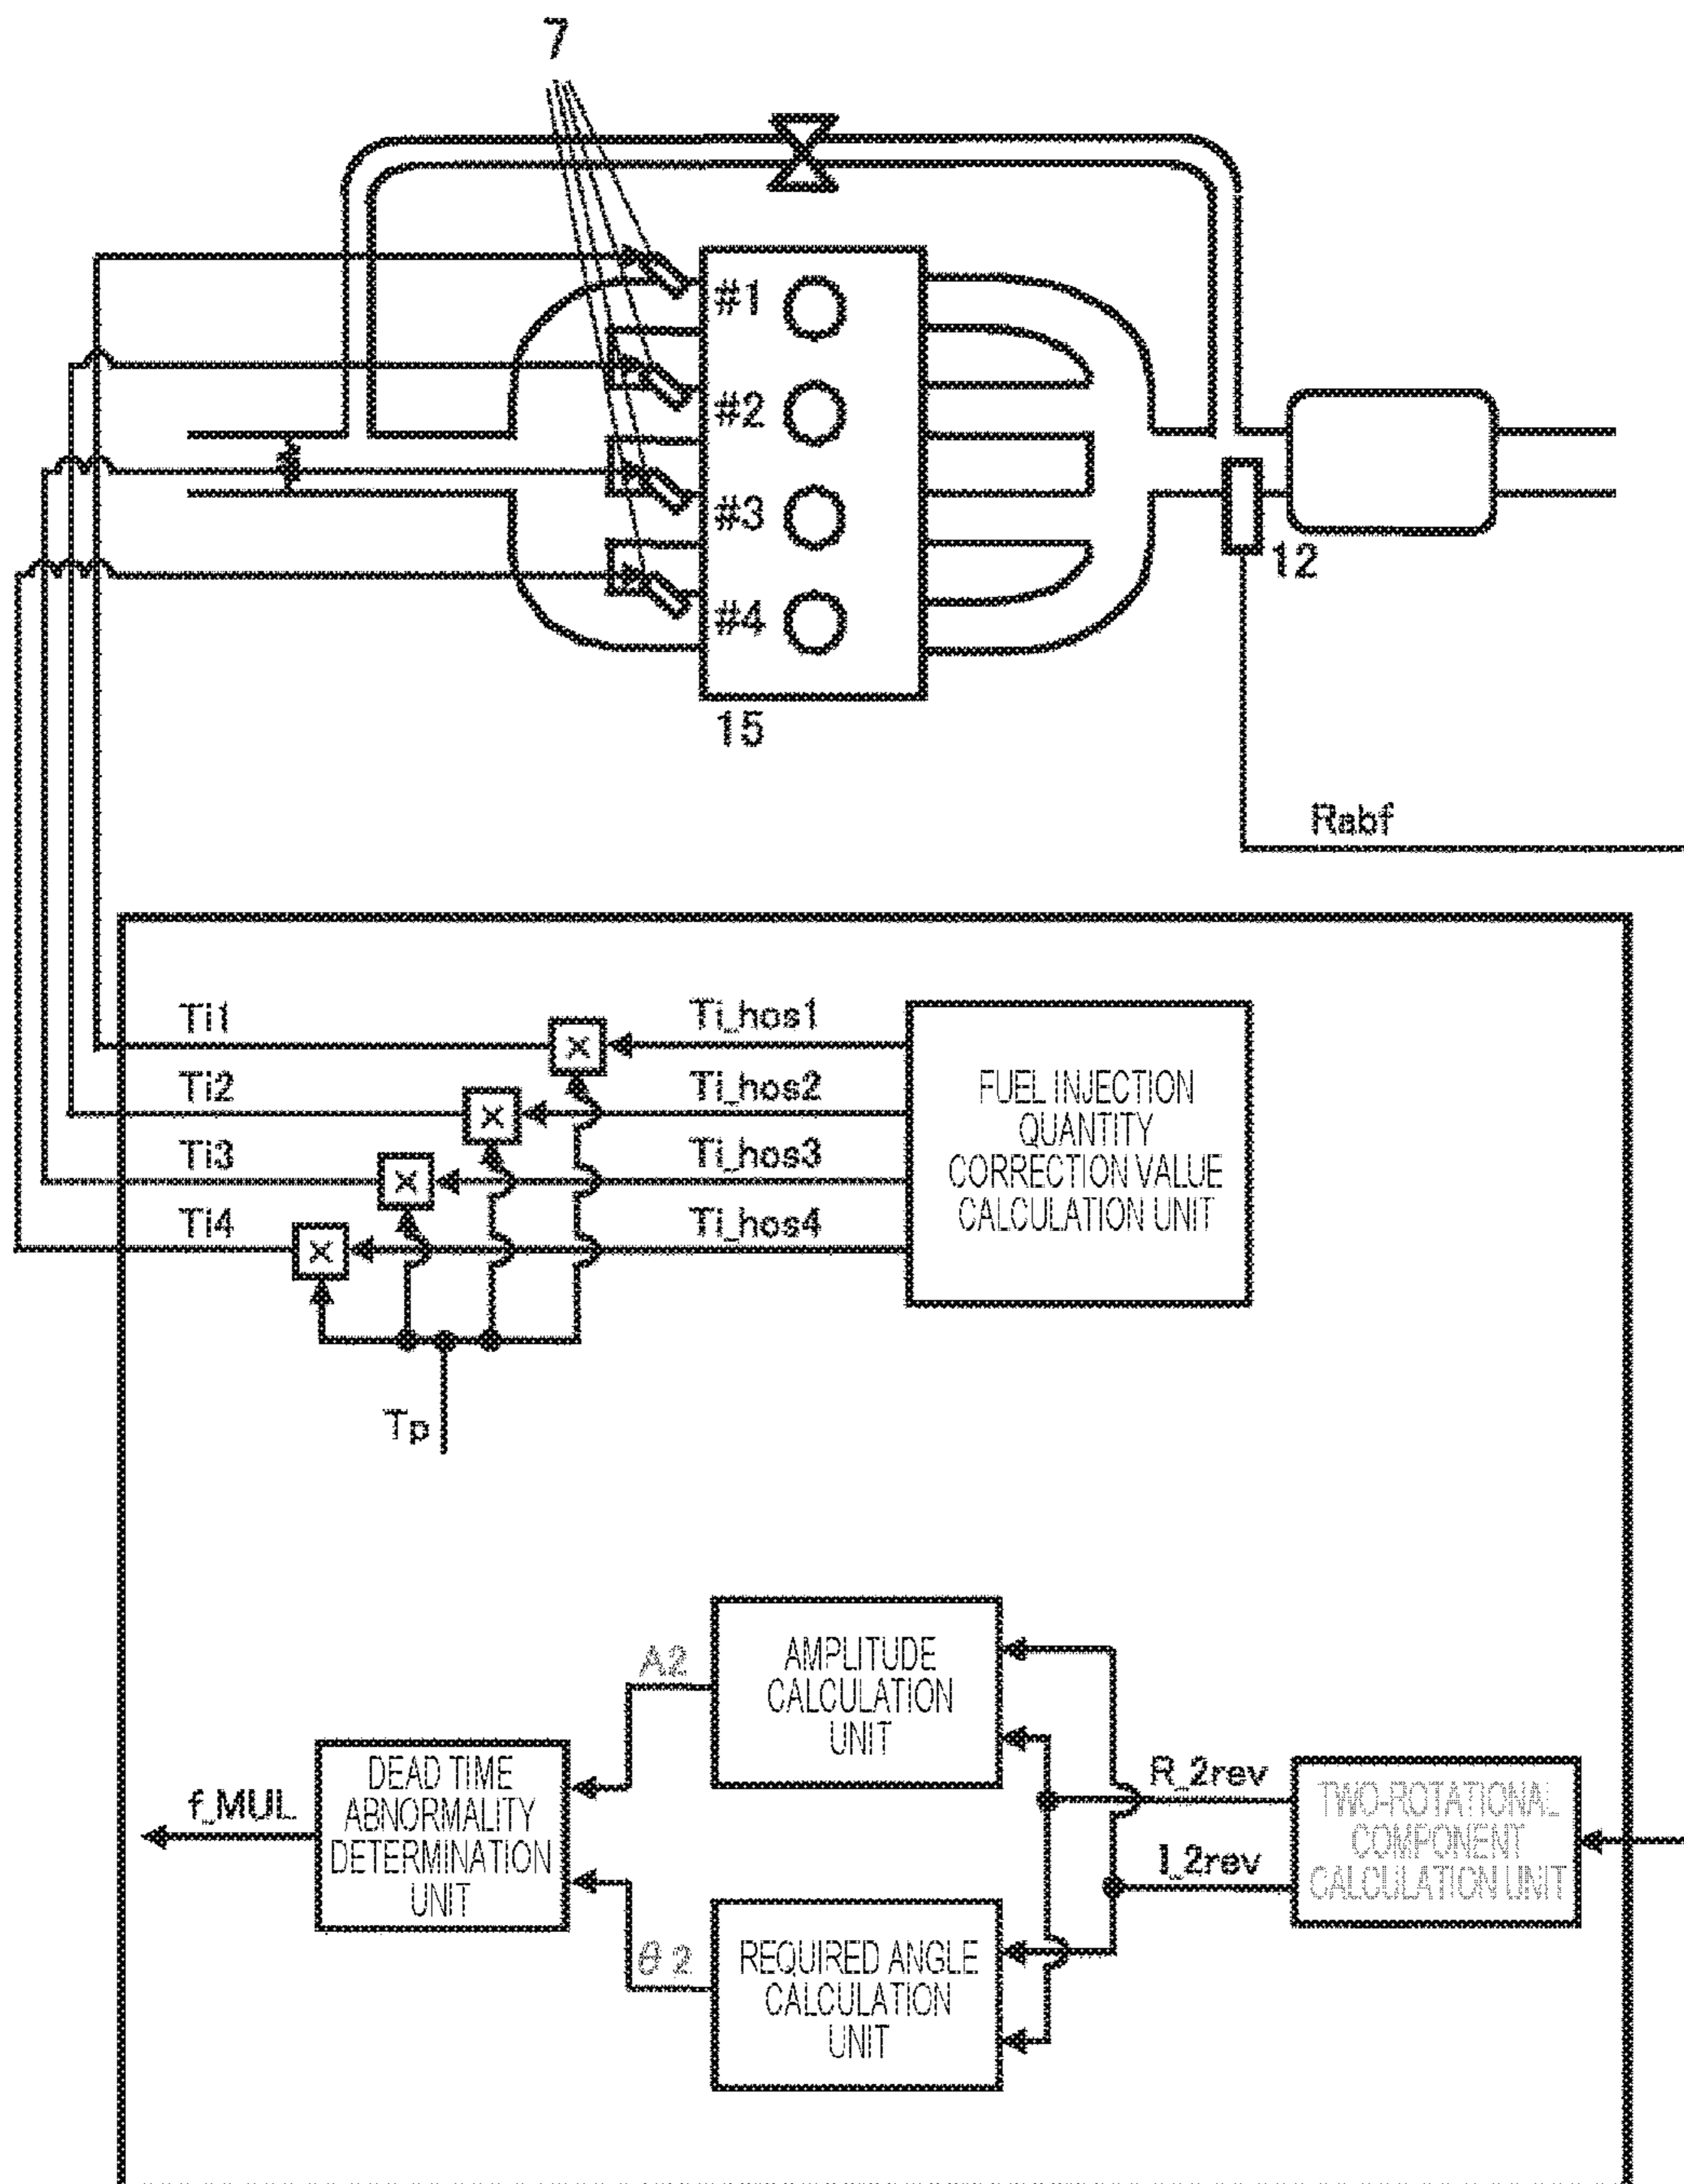 7
#1
#2
#3
#4
12
15
Rabf
Ti1
Ti_hos1
Ti2
Ti_hos2
Ti3
Ti_hos3
Ti4
Ti_hos4
×
×
×
×
FUEL INJECTION
QUANTITY
CORRECTION VALUE
CALCULATION UNIT
Tp
A2
AMPLITUDE
CALCULATION
UNIT
f_MUL
DEAD TIME
ABNORMALITY
DETERMINATION
UNIT
R_2rev
I_2rev
TWO-ROTATIONAL
COMPONENT
CALCULATION UNIT
θ2
REQUIRED ANGLE
CALCULATION
UNIT